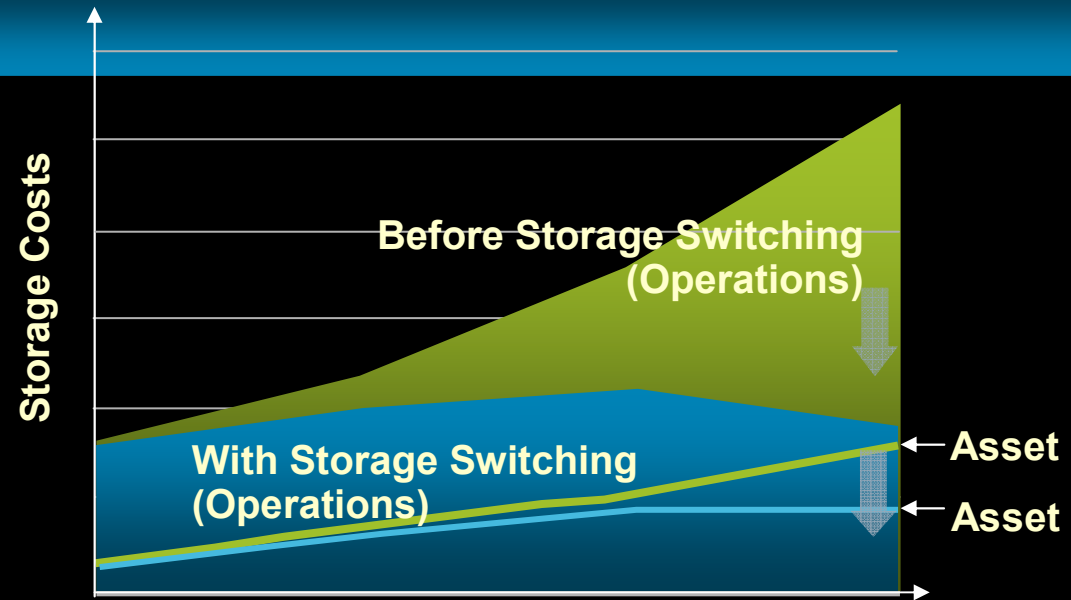 Storage Costs
Before Storage Switching
(Operations)
With Storage Switching
(Operations)
Asset
Asset